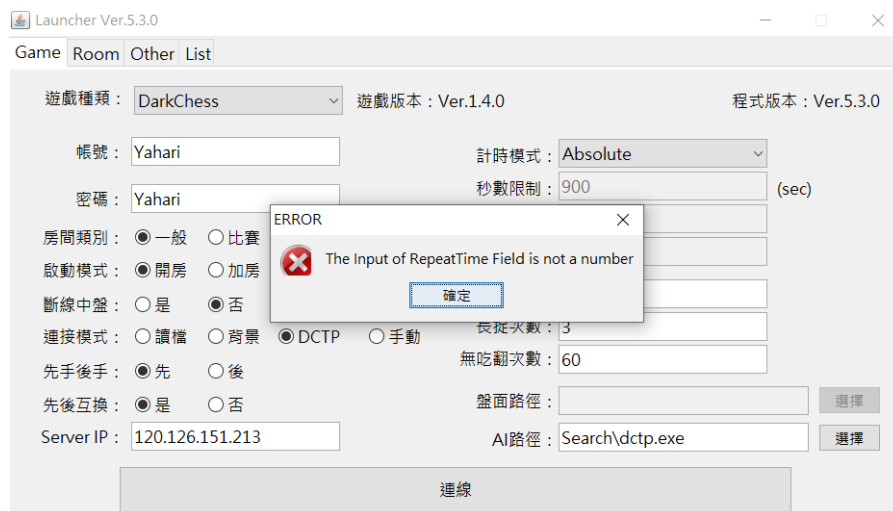 Launcher Ver.5.3.0
Game Room Other List
遊戲種類： DarkChess 遊戲版本：Ver.1.4.0 程式版本：Ver.5.3.0
帳號： Yahari 計時模式： Absolute
密碼： Yahari 秒數限制： 900 (sec)
房間類別： 一般 比賽
啟動模式： 開房 加房
斷線中盤： 是 否
ERROR
The Input of RepeatTime Field is not a number
確定
連接模式： 讀檔 背景 DCTP 手動 長捉次數： 3
先手後手： 先 後 無吃翻次數： 60
先後互換： 是 否 盤面路徑： 選擇
Server IP： 120.126.151.213 AI路徑： Search\dctp.exe 選擇
連線